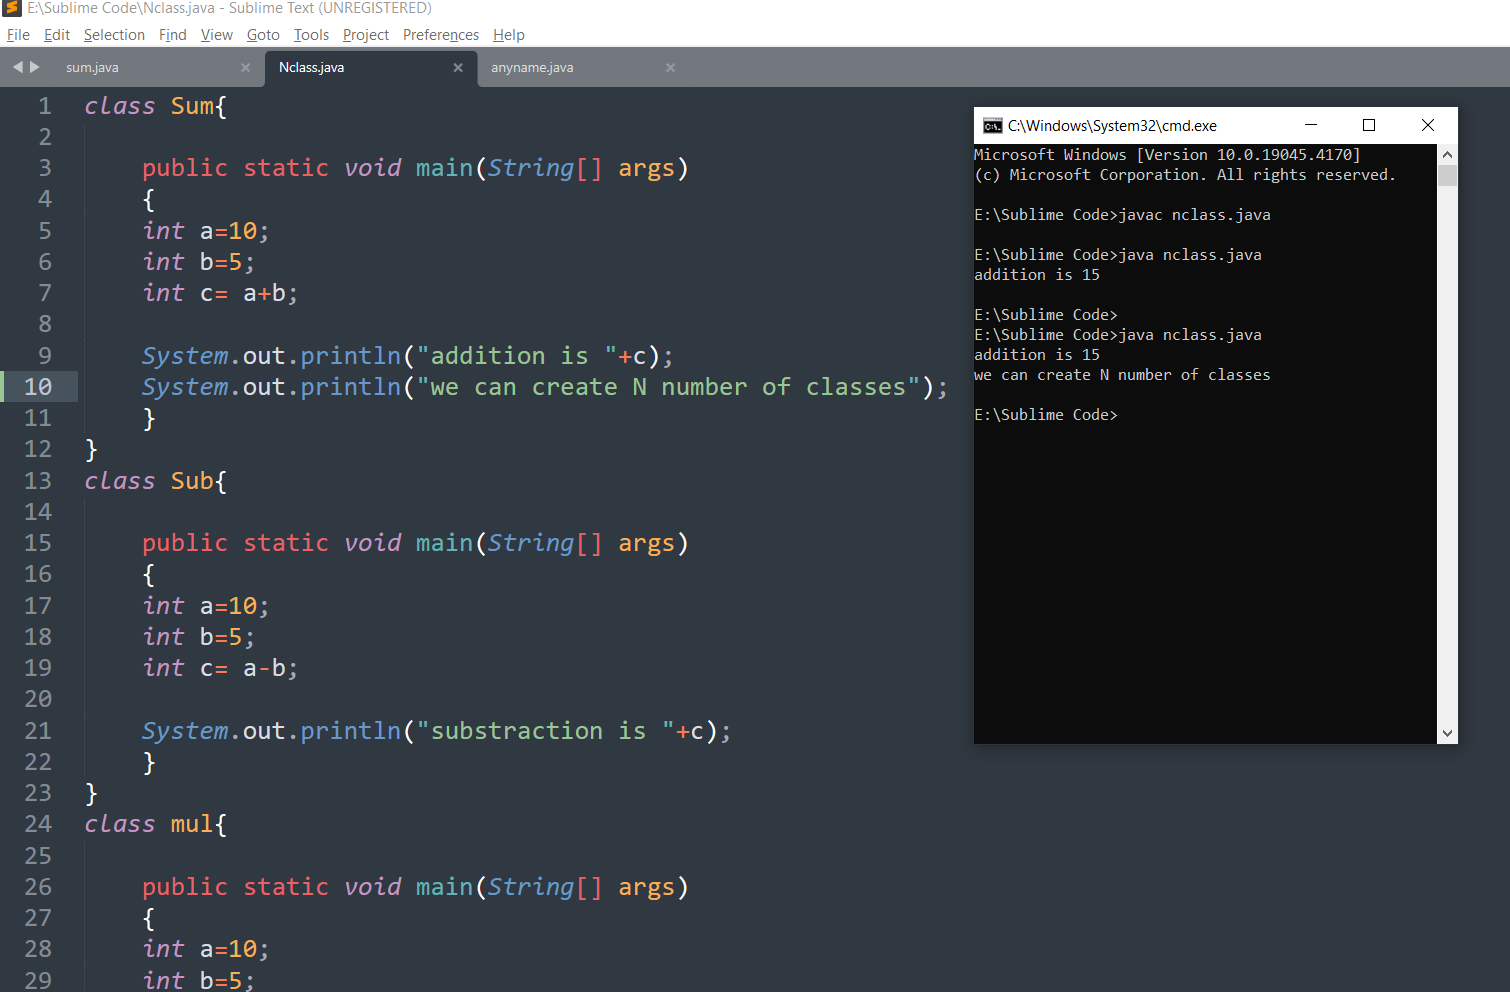 E:\Sublime Code\Nclass.java - Sublime Text (UNREGISTERED)
File Edit Selection Find View Goto Tools Project Preferences Help
sum.java Nclass.java anyname.java
1 class Sum{
2
3 public static void main(String[] args)
4 {
5 int a=10;
6 int b=5;
7 int c= a+b;
8
9 System.out.println("addition is "+c);
10 System.out.println("we can create N number of classes");
11 }
12 }
13 class Sub{
14
15 public static void main(String[] args)
16 {
17 int a=10;
18 int b=5;
19 int c= a-b;
20
21 System.out.println("substraction is "+c);
22 }
23 }
24 class mul{
25
26 public static void main(String[] args)
27 {
28 int a=10;
29 int b=5;
C:\Windows\System32\cmd.exe
Microsoft Windows [Version 10.0.19045.4170]
(c) Microsoft Corporation. All rights reserved.
E:\Sublime Code>javac nclass.java
E:\Sublime Code>java nclass.java
addition is 15
E:\Sublime Code>
E:\Sublime Code>java nclass.java
addition is 15
we can create N number of classes
E:\Sublime Code>